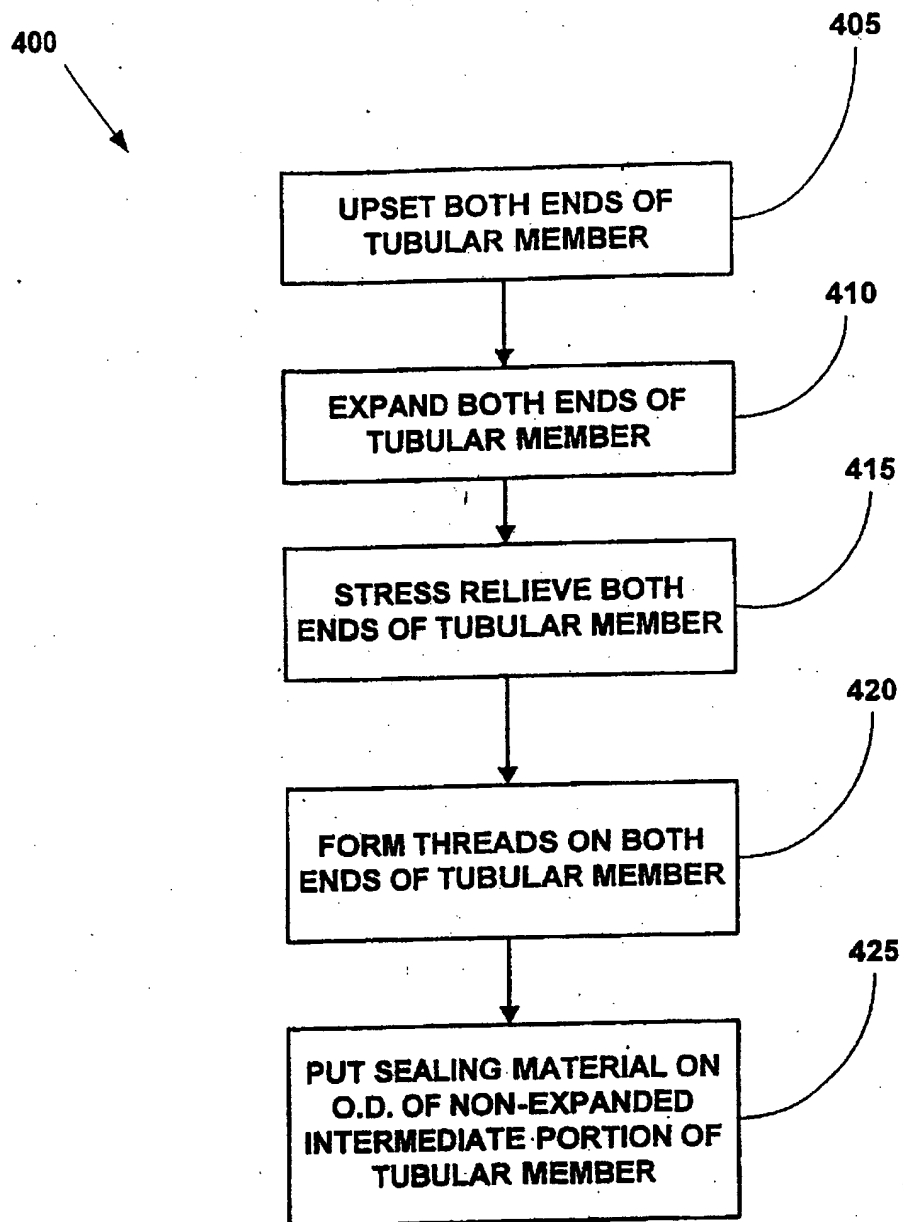 400
405
UPSET BOTH ENDS OF
TUBULAR MEMBER
410
EXPAND BOTH ENDS OF
TUBULAR MEMBER
415
STRESS RELIEVE BOTH
ENDS OF TUBULAR MEMBER
420
FORM THREADS ON BOTH
ENDS OF TUBULAR MEMBER
425
PUT SEALING MATERIAL ON
O.D. OF NON-EXPANDED
INTERMEDIATE PORTION OF
TUBULAR MEMBER